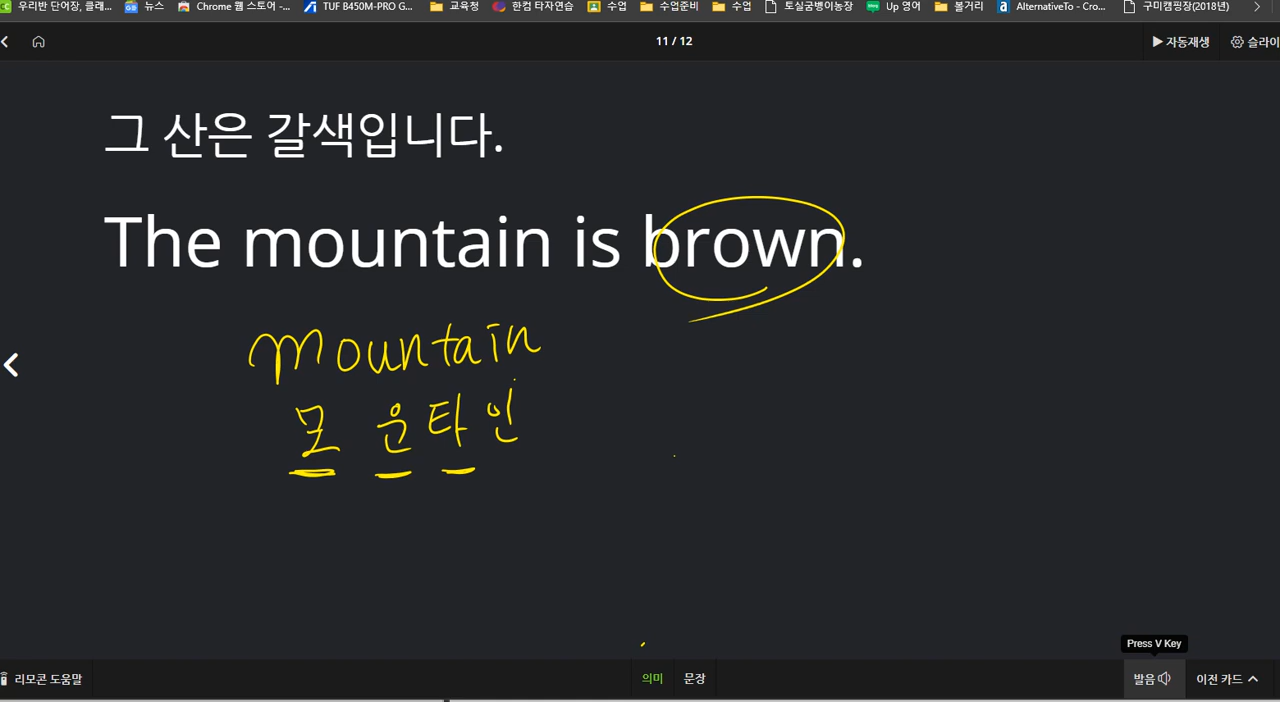 우리반 단어장, 클래... 뉴스 Chrome 웹 스토어 -... TUF B450M-PRO G... 교육청 한컴 타자연습 수업 수업준비 수업 토실굼벵이농장 Up 영어 볼거리 AlternativeTo - Cro... 구미캠핑장(2018년)
11 / 12 자동재생 슬라이
그 산은 갈색입니다.
The mountain is brown.
mountain
모 운 타 인
Press V Key
리모콘 도움말 의미 문장 발음 이전 카드